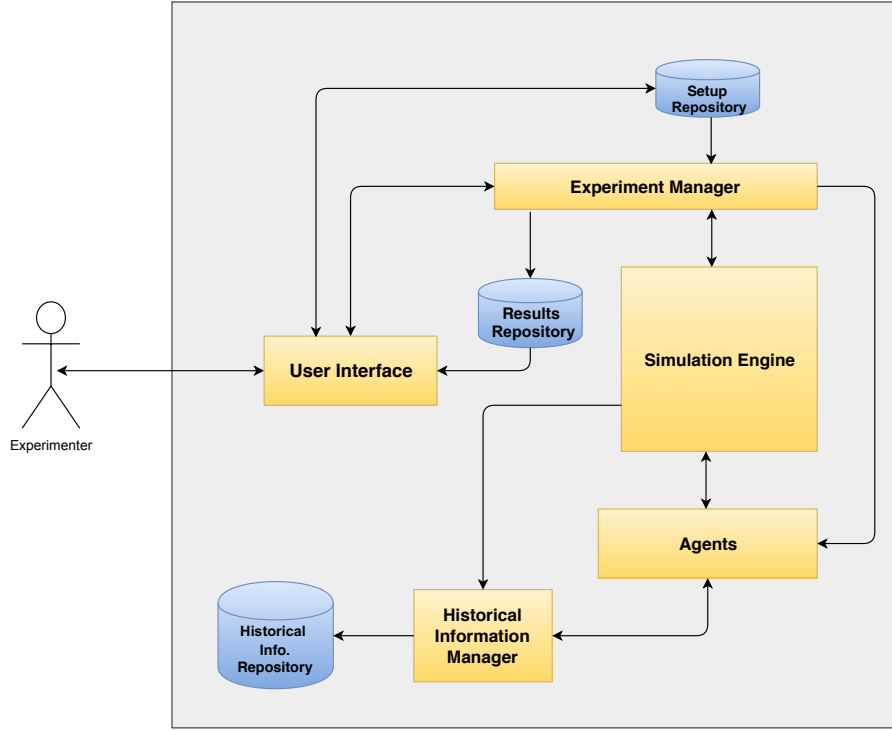 Setup
Repository
Experiment Manager
Results
Repository
Simulation Engine
User Interface
Experimenter
Agents
Historical
Information
Manager
Historical
Info.
Repository